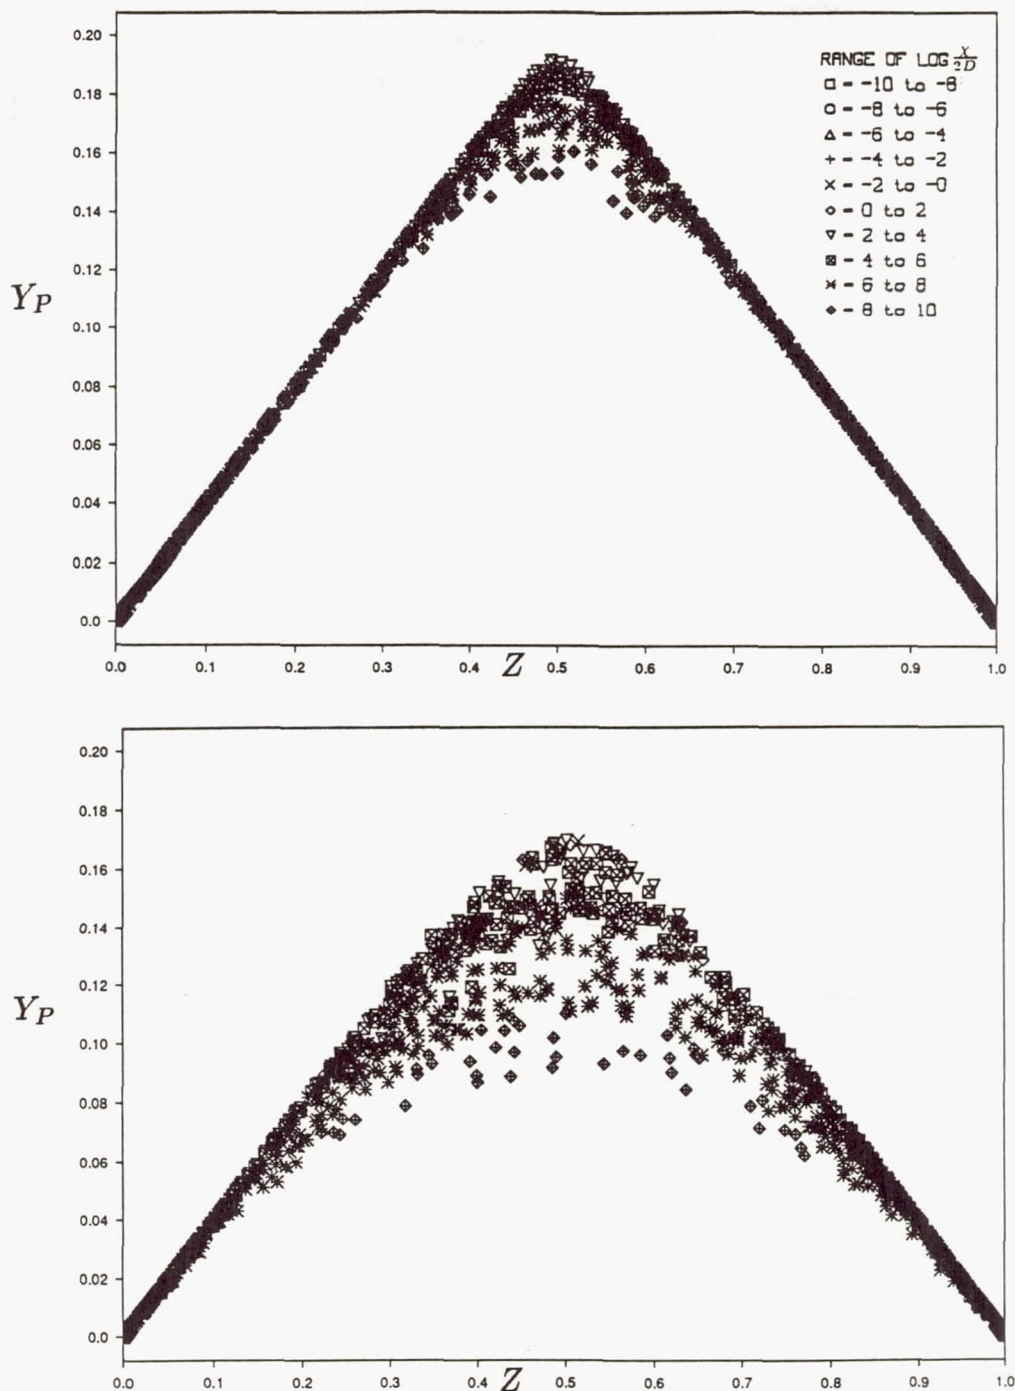 0.20
0.18
0.16
0.14
0.12
0.10
0.08
0.06
0.04
0.02
0.0
Y_P
RANGE OF LOG X/2D
□ - -10 to -8
○ - -8 to -6
△ - -6 to -4
+ - -4 to -2
× - -2 to -0
◇ - 0 to 2
▽ - 2 to 4
⊠ - 4 to 6
✳ - 6 to 8
◈ - 8 to 10
0.0 0.1 0.2 0.3 0.4 0.5 0.6 0.7 0.8 0.9 1.0
Z
0.20
0.18
0.16
0.14
0.12
0.10
0.08
0.06
0.04
0.02
0.0
Y_P
0.0 0.1 0.2 0.3 0.4 0.5 0.6 0.7 0.8 0.9 1.0
Z